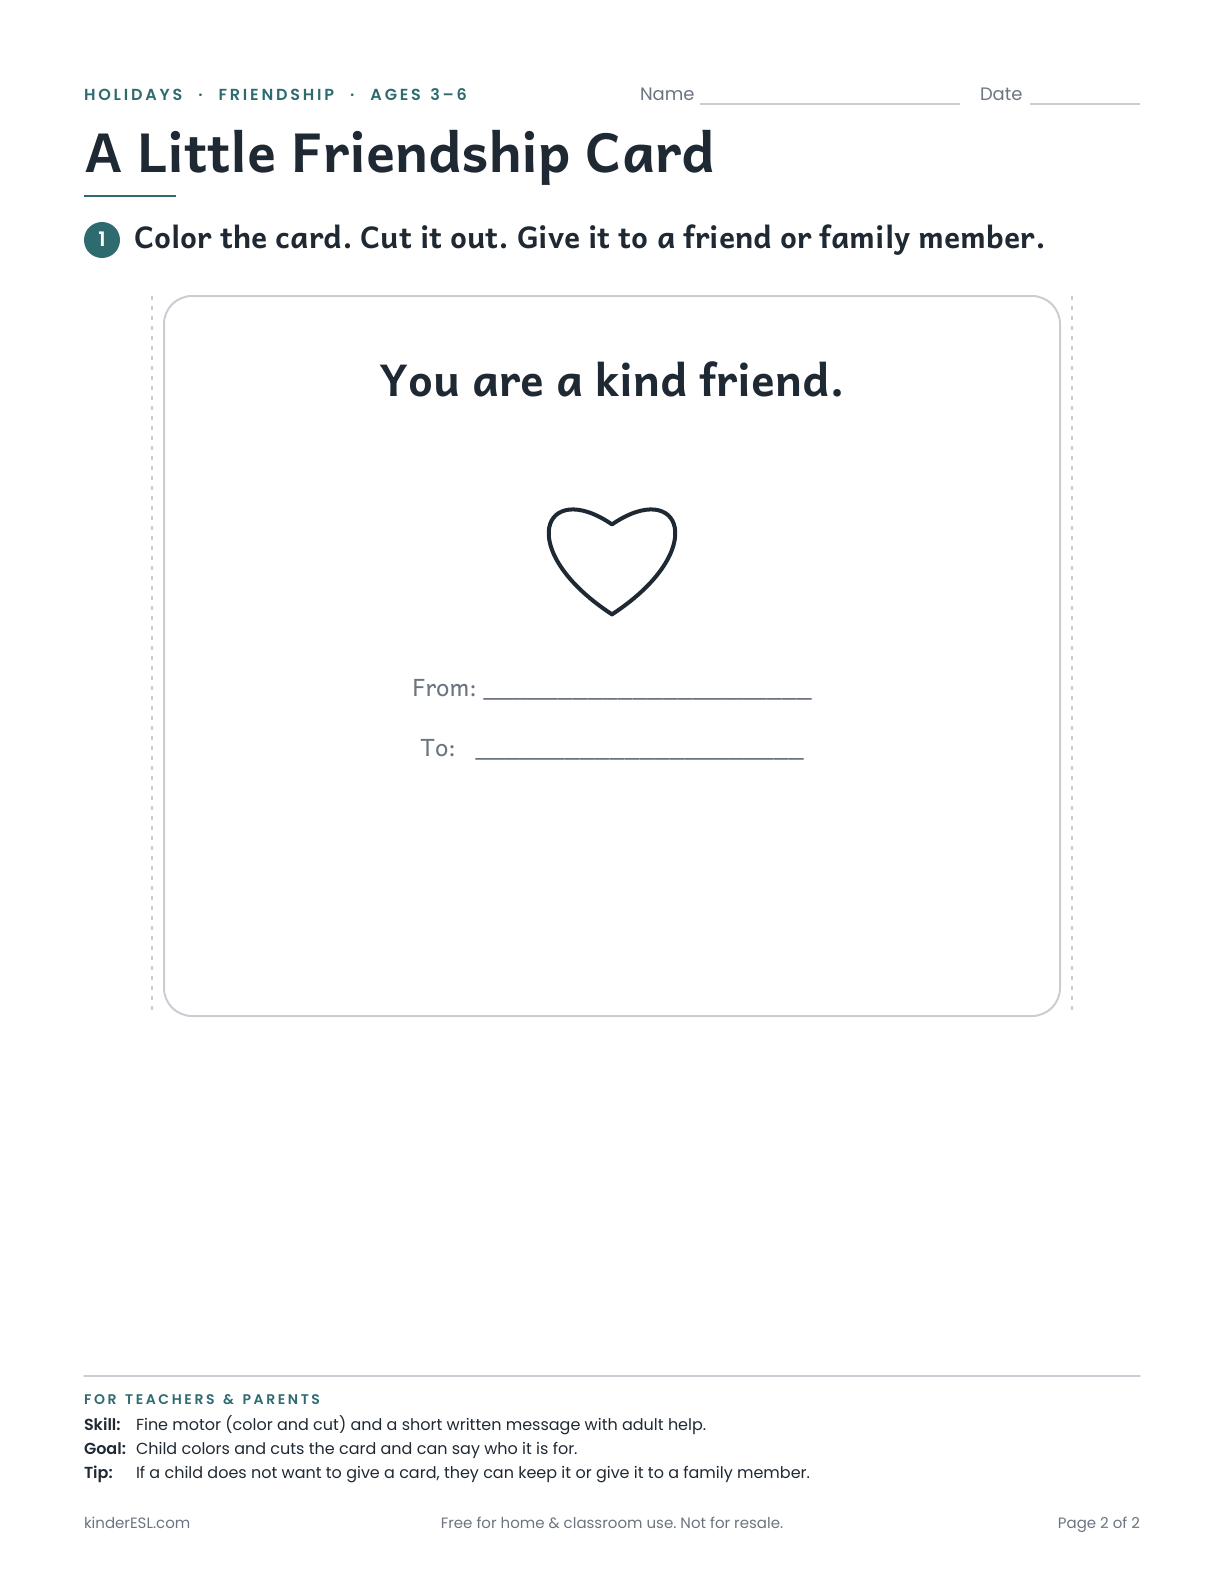 HOLIDAYS · FRIENDSHIP · AGES 3–6 Name Date
A Little Friendship Card
1 Color the card. Cut it out. Give it to a friend or family member.
You are a kind friend.
From: ______________________
To: ______________________
FOR TEACHERS & PARENTS
Skill: Fine motor (color and cut) and a short written message with adult help.
Goal: Child colors and cuts the card and can say who it is for.
Tip: If a child does not want to give a card, they can keep it or give it to a family member.
kinderESL.com Free for home & classroom use. Not for resale. Page 2 of 2